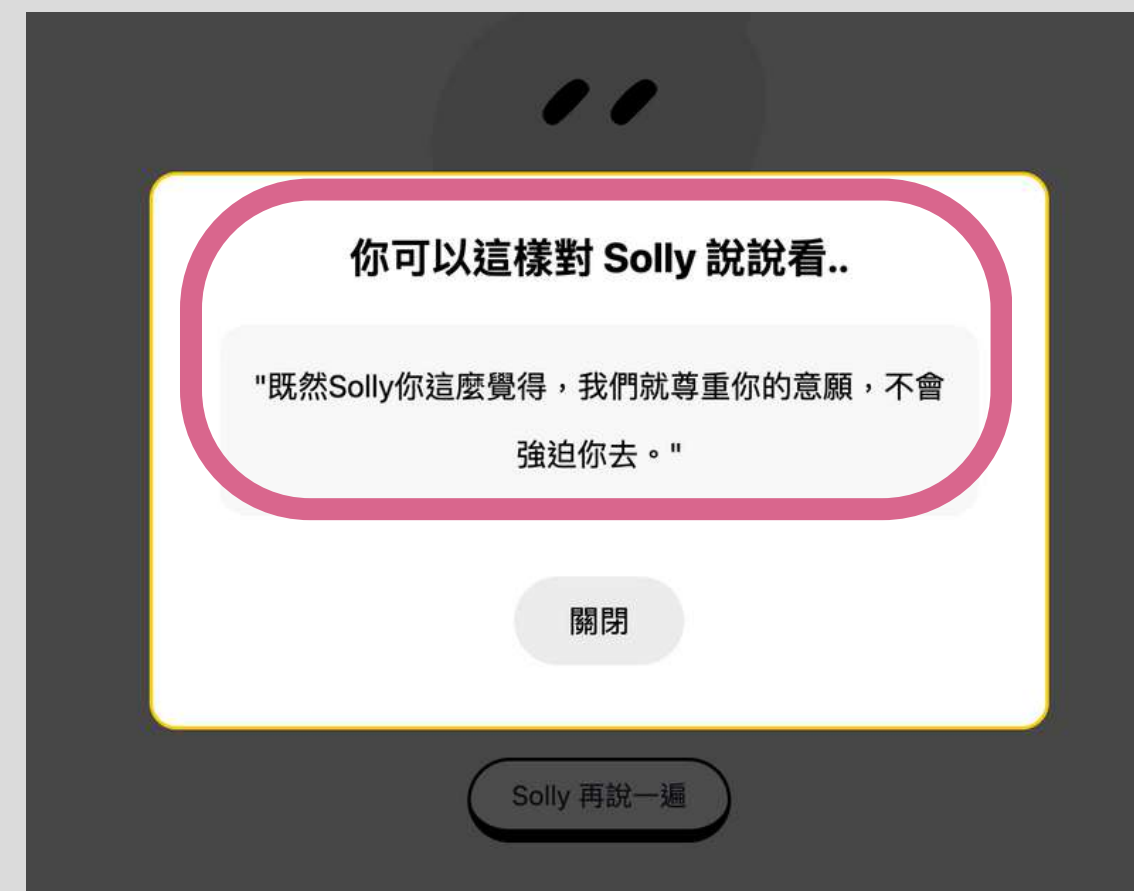 你可以這樣對 Solly 說說看..
"既然Solly你這麼覺得，我們就尊重你的意願，不會
強迫你去。"
關閉
Solly 再說一遍